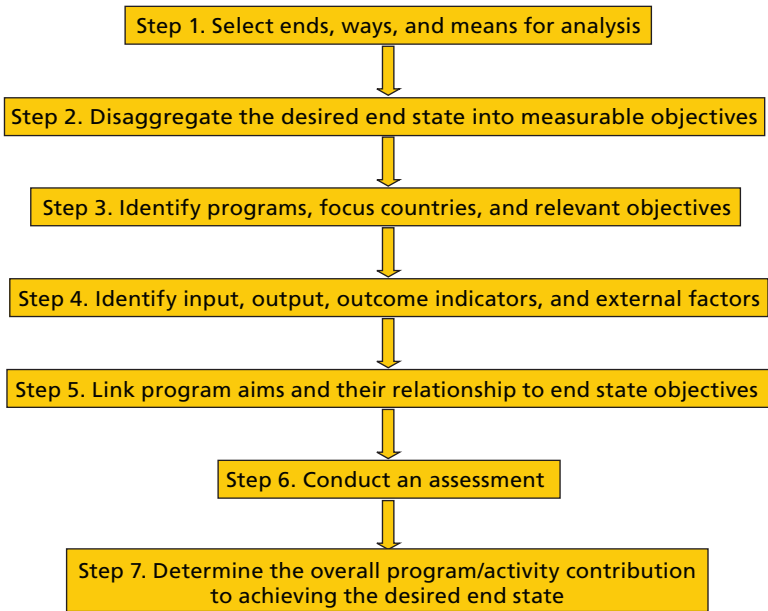 Step 1. Select ends, ways, and means for analysis
Step 2. Disaggregate the desired end state into measurable objectives
Step 3. Identify programs, focus countries, and relevant objectives
Step 4. Identify input, output, outcome indicators, and external factors
Step 5. Link program aims and their relationship to end state objectives
Step 6. Conduct an assessment
Step 7. Determine the overall program/activity contribution
to achieving the desired end state